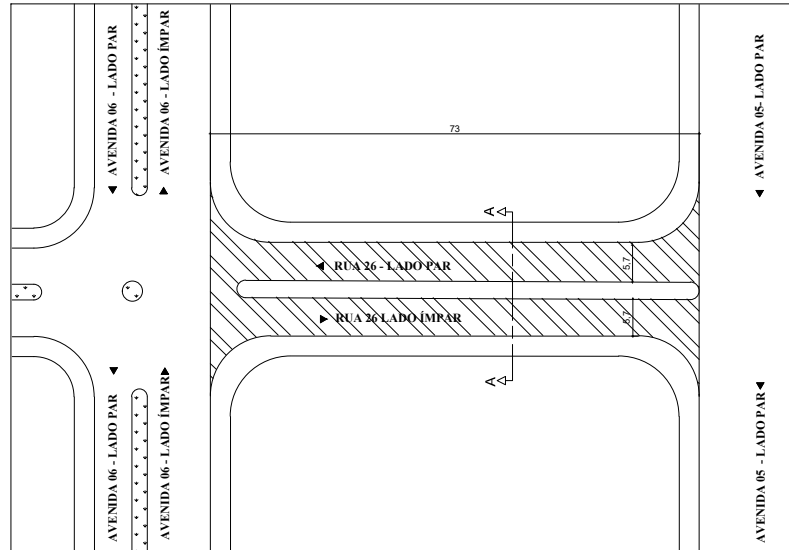 AVENIDA 06 - LADO PAR
AVENIDA 06 - LADO ÍMPAR
AVENIDA 05- LADO PAR
73
A
RUA 26 - LADO PAR
5,7
RUA 26 LADO ÍMPAR
5,7
A
AVENIDA 06 - LADO PAR
AVENIDA 06 - LADO ÍMPAR
AVENIDA 05 - LADO PAR